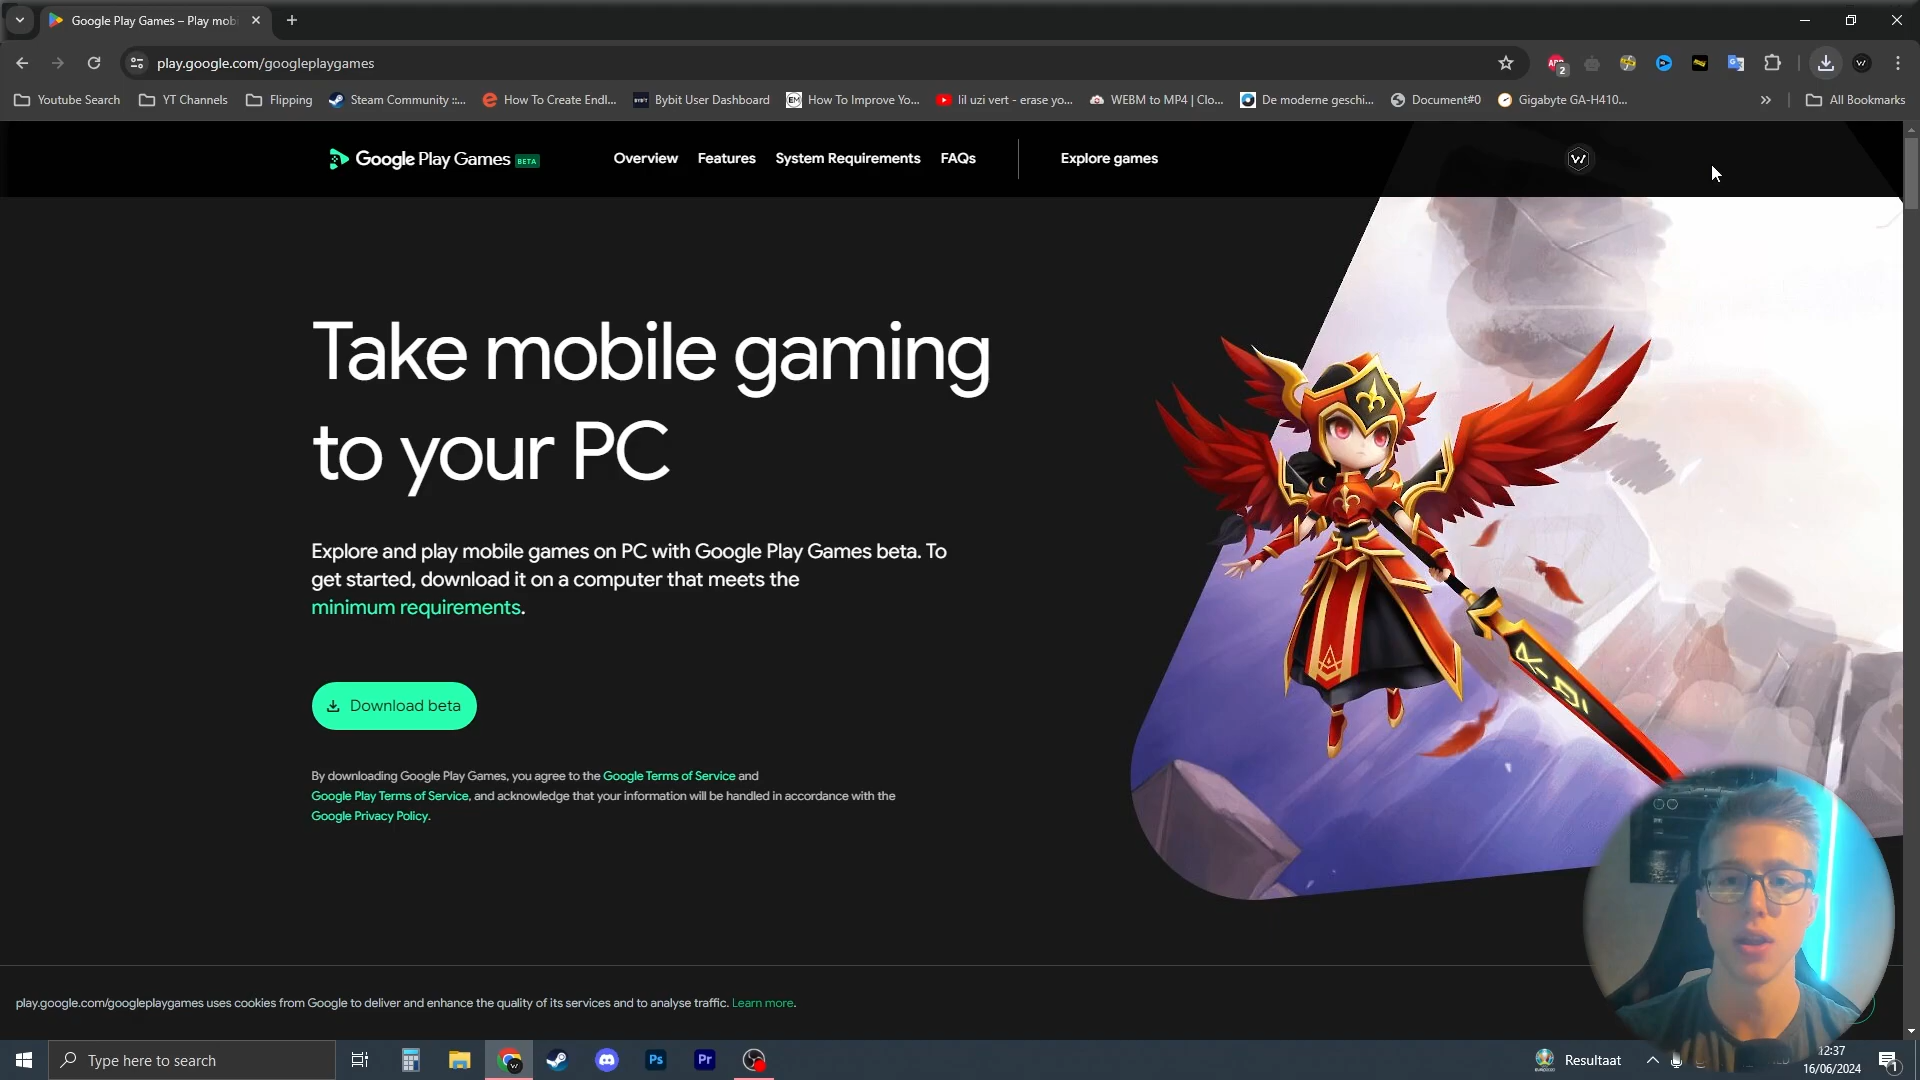 Google Play Games – Play mobi
play.google.com/googleplaygames
2
Youtube Search
YT Channels
Flipping
Steam Community ::...
How To Create Endl...
Bybit User Dashboard
How To Improve Yo...
lil uzi vert - erase yo...
WEBM to MP4 | Clo...
De moderne geschi...
Document#0
Gigabyte GA-H410...
All Bookmarks
Google Play Games BETA
Overview
Features
System Requirements
FAQs
Explore games
Take mobile gaming
to your PC
Explore and play mobile games on PC with Google Play Games beta. To
get started, download it on a computer that meets the
minimum requirements.
Download beta
By downloading Google Play Games, you agree to the Google Terms of Service and
Google Play Terms of Service, and acknowledge that your information will be handled in accordance with the
Google Privacy Policy.
play.google.com/googleplaygames uses cookies from Google to deliver and enhance the quality of its services and to analyse traffic. Learn more.
Type here to search
Ps
Pr
Resultaat
12:37
16/06/2024
1